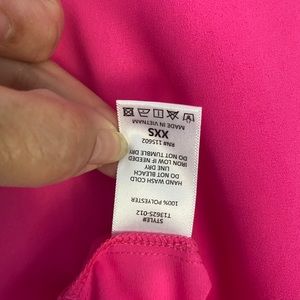 STYLE#
T13625-012
100% POLYESTER
HAND WASH COLD
DO NOT BLEACH
LINE DRY
IRON LOW IF NEEDED
DO NOT TUMBLE DRY
RN# 115602
XXS
MADE IN VIETNAM